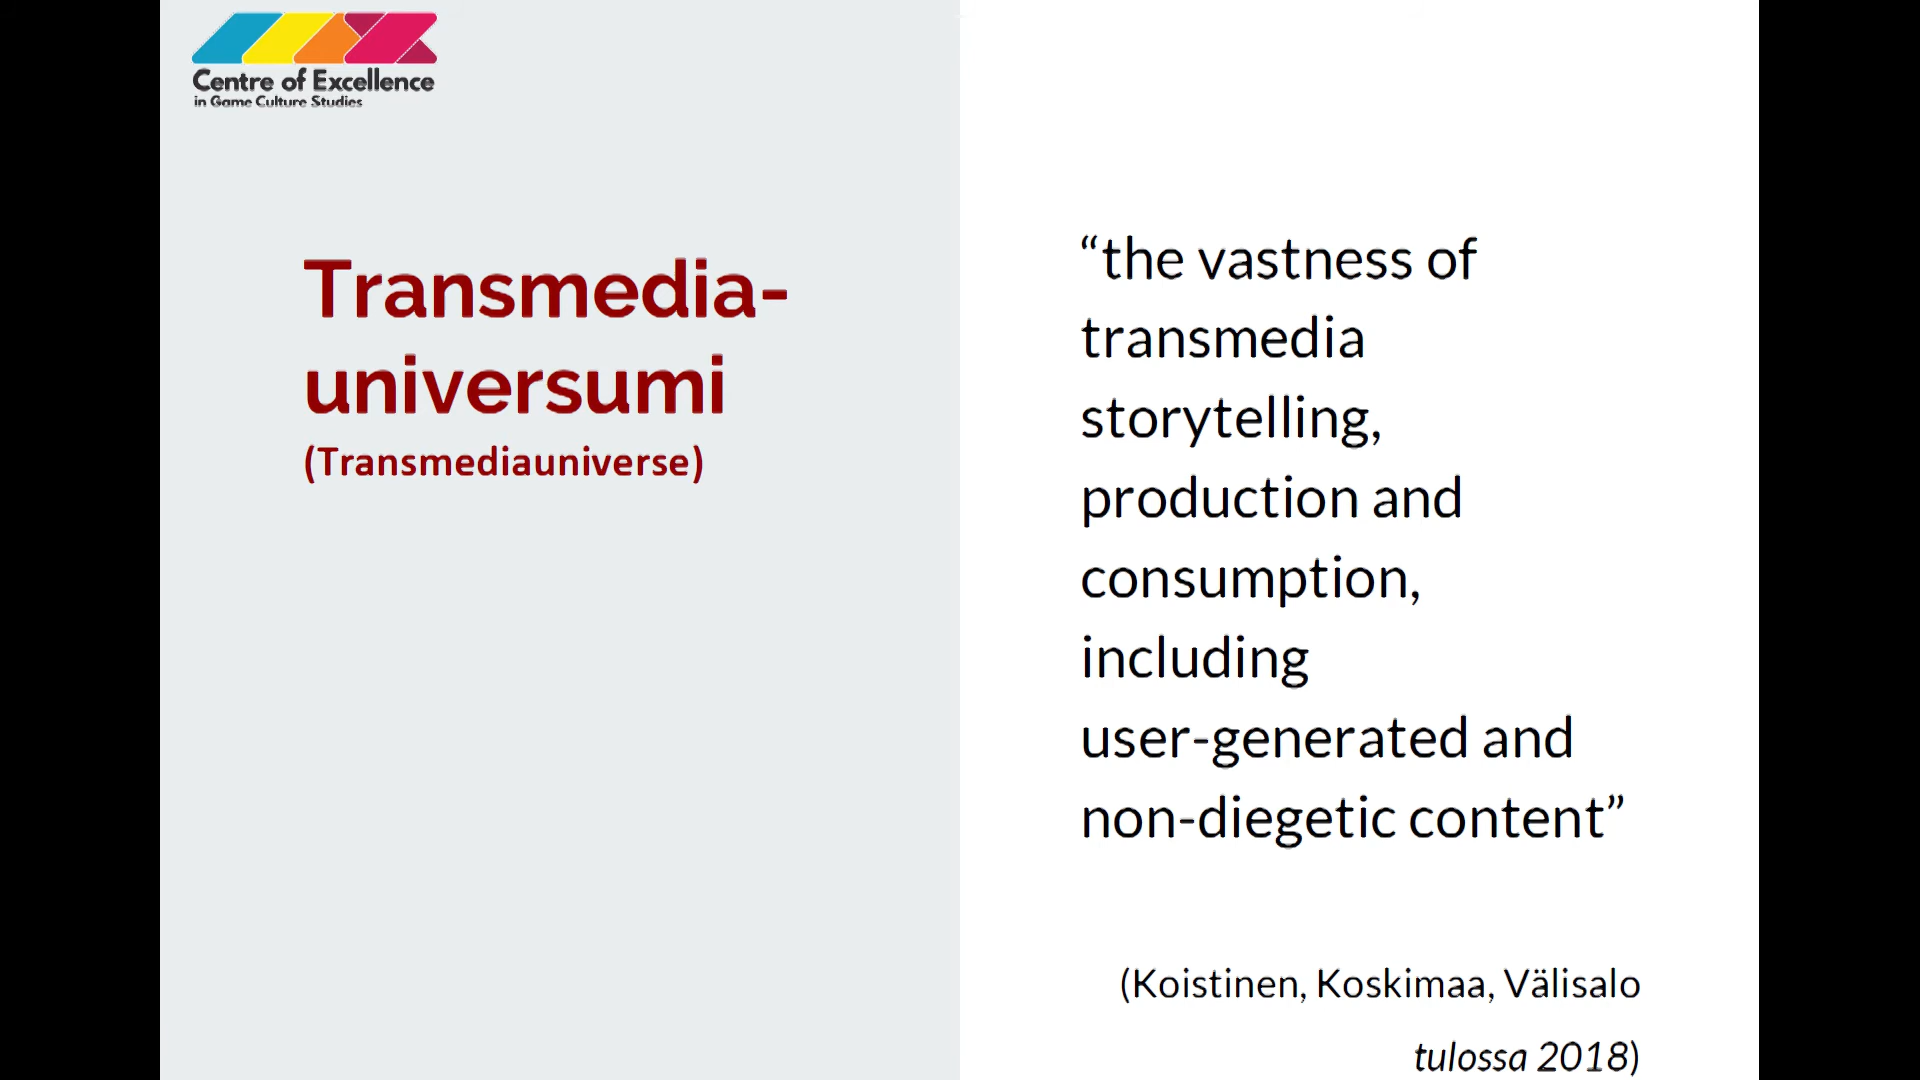 Centre of Excellence
in Game Culture Studies
Transmedia-
universumi
(Transmediauniverse)
“the vastness of
transmedia
storytelling,
production and
consumption,
including
user-generated and
non-diegetic content”
(Koistinen, Koskimaa, Välisalo
tulossa 2018)